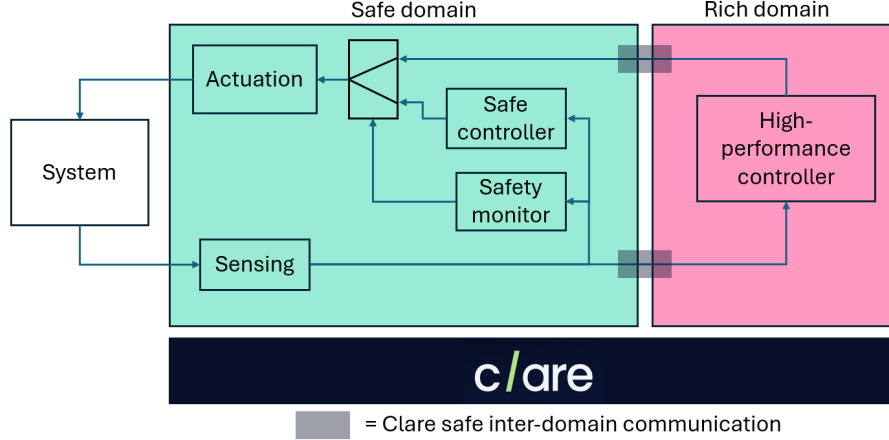 Safe domain
Rich domain
Actuation
Safe
controller
High-
performance
controller
System
Safety
monitor
Sensing
c/are
= Clare safe inter-domain communication